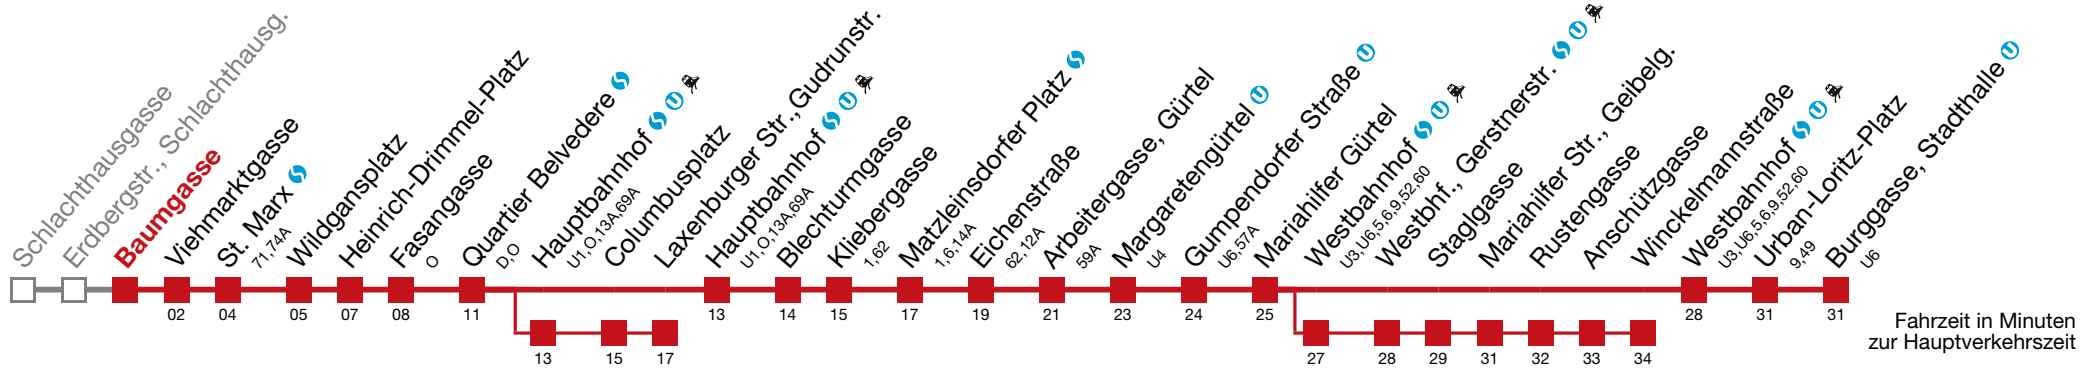 Schlachthausgasse
Erdbergstr., Schlachthausg.
Baumgasse
Viehmarktgasse
02
St. Marx
71,74A
04
Wildgansplatz
05
Heinrich-Drimmel-Platz
07
Fasangasse
O
08
Quartier Belvedere
D,O
11
Hauptbahnhof
U1,O,13A,69A
13
Columbusplatz
15
Laxenburger Str., Gudrunstr.
17
Hauptbahnhof
U1,O,13A,69A
13
Blechturmgasse
14
Kliebergasse
1,62
15
Matzleinsdorfer Platz
1,6,14A
17
Eichenstraße
62,12A
19
Arbeitergasse, Gürtel
59A
21
Margaretengürtel
U4
23
Gumpendorfer Straße
U6,57A
24
Mariahilfer Gürtel
25
Westbahnhof
U3,U6,5,6,9,52,60
27
Westbhf., Gerstnerstr.
28
Staglgasse
29
Mariahilfer Str., Geibelg.
31
Rustengasse
32
Anschützgasse
33
Winckelmannstraße
34
Westbahnhof
U3,U6,5,6,9,52,60
28
Urban-Loritz-Platz
9,49
31
Burggasse, Stadthalle
U6
31
Fahrzeit in Minuten
zur Hauptverkehrszeit